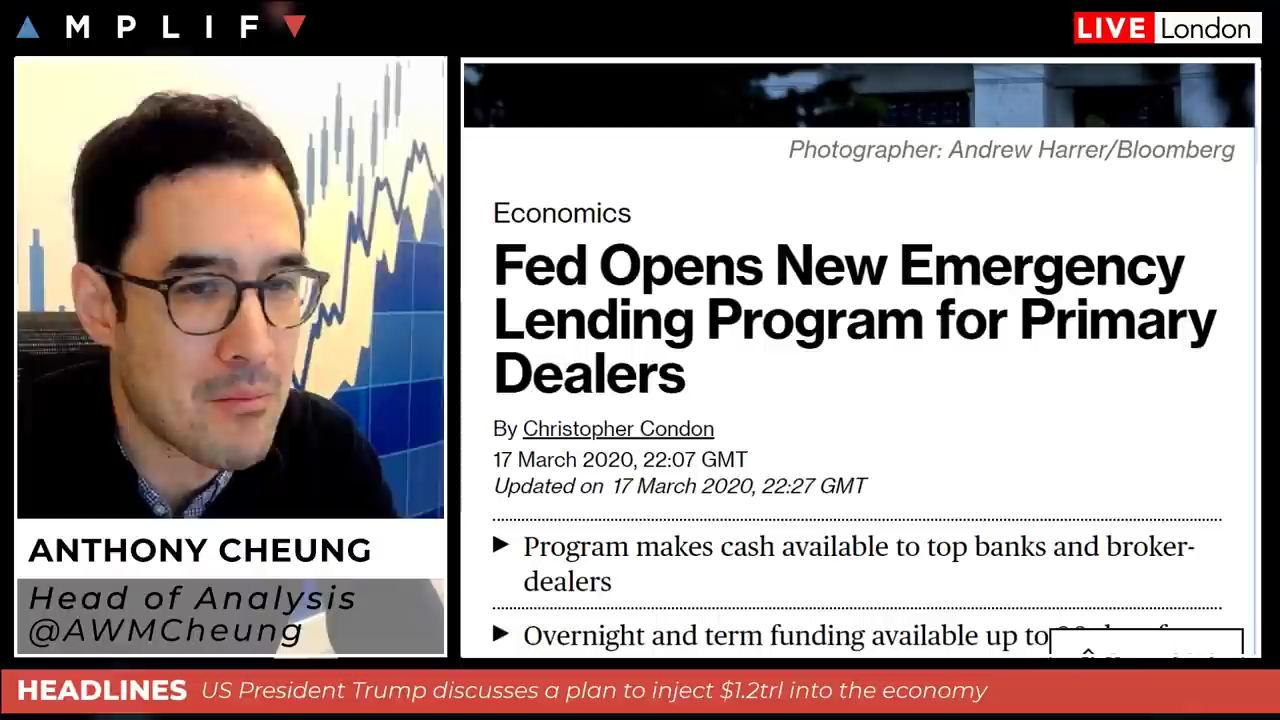 AMPLIFY
LIVE London
Photographer: Andrew Harrer/Bloomberg
Economics
Fed Opens New Emergency
Lending Program for Primary
Dealers
By Christopher Condon
17 March 2020, 22:07 GMT
Updated on 17 March 2020, 22:27 GMT
Program makes cash available to top banks and broker-
dealers
Overnight and term funding available up to
ANTHONY CHEUNG
Head of Analysis
@AWMCheung
HEADLINES US President Trump discusses a plan to inject $1.2trl into the economy